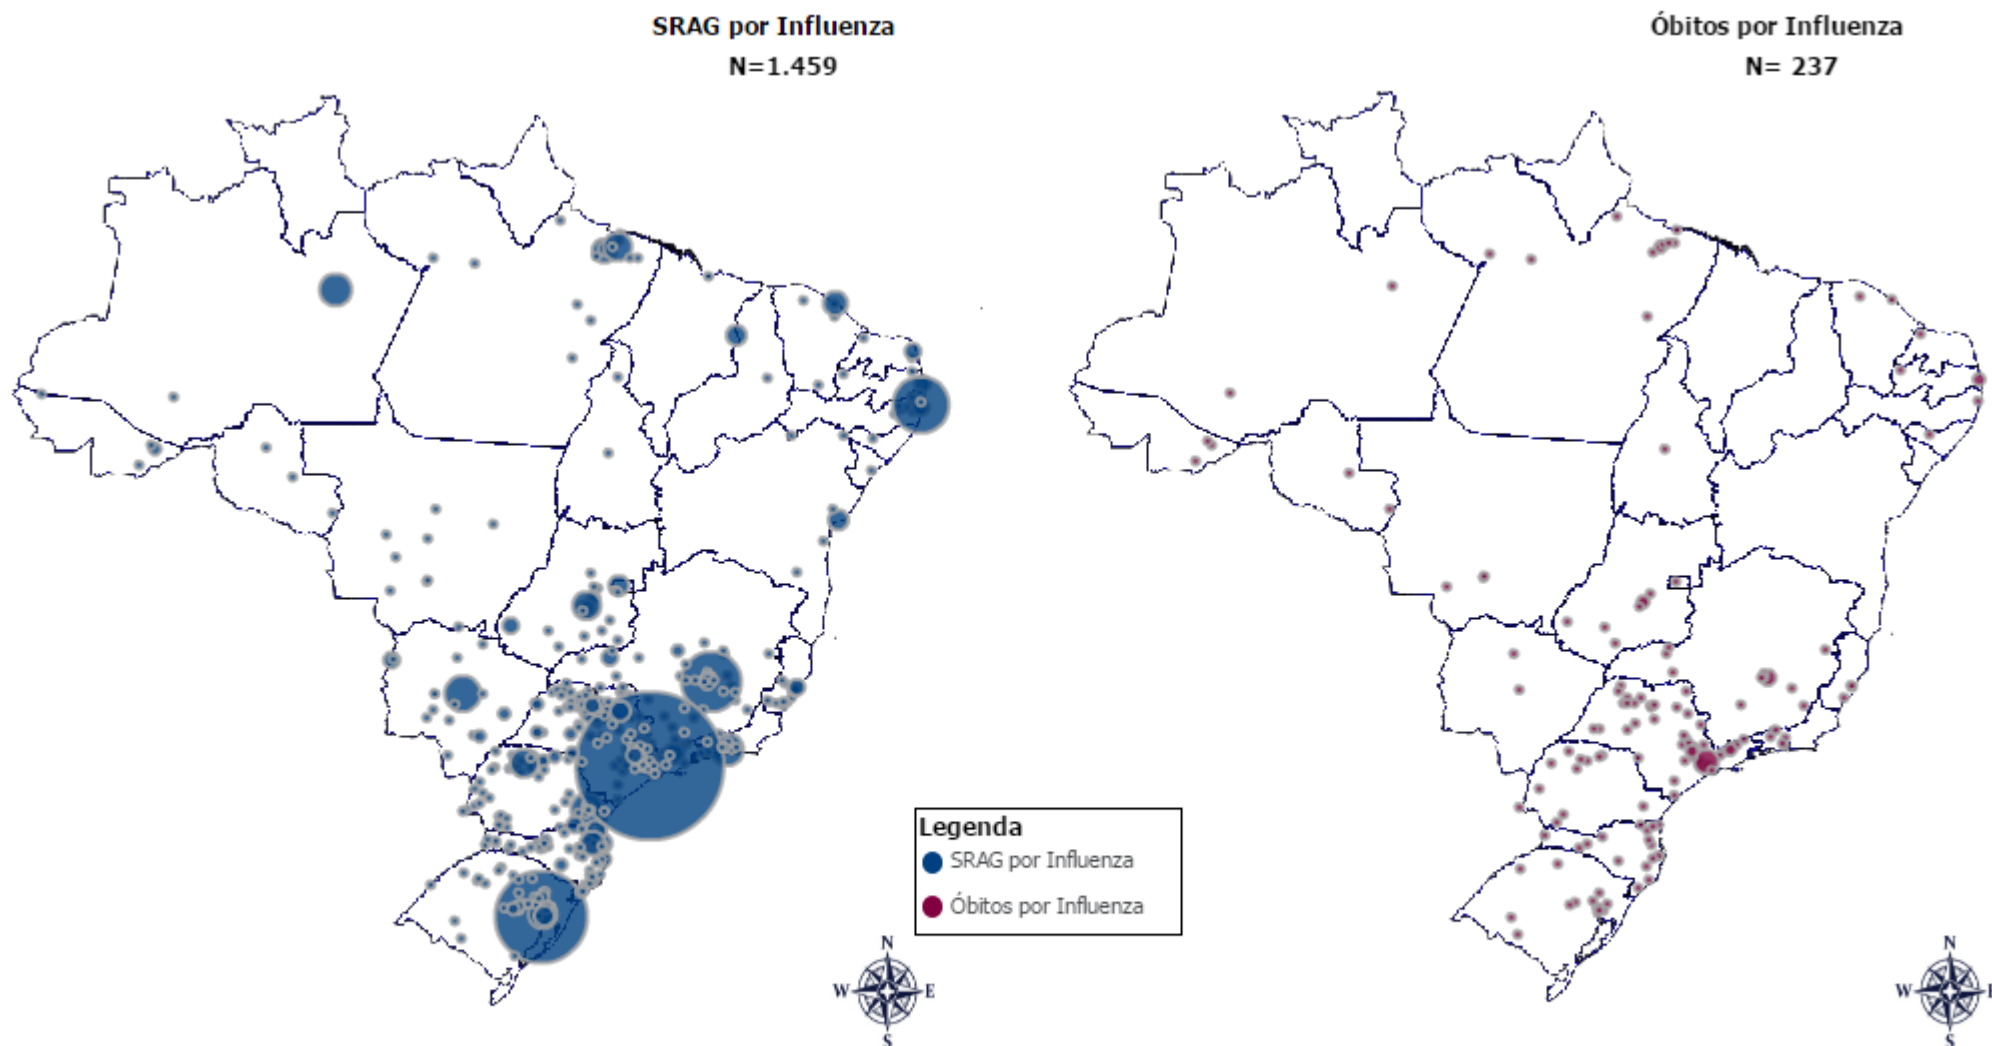 SRAG por Influenza
N=1.459
Óbitos por Influenza
N= 237
Legenda
SRAG por Influenza
Óbitos por Influenza
N
W E
S
N
W E
S